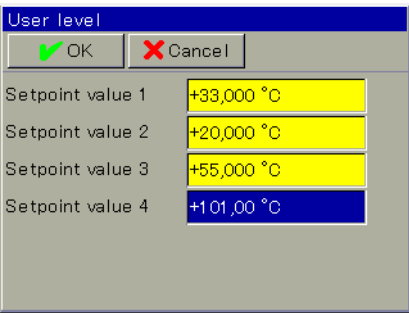 User level
OK Cancel
Setpoint value 1 +33,000 °C
Setpoint value 2 +20,000 °C
Setpoint value 3 +55,000 °C
Setpoint value 4 +101,00 °C